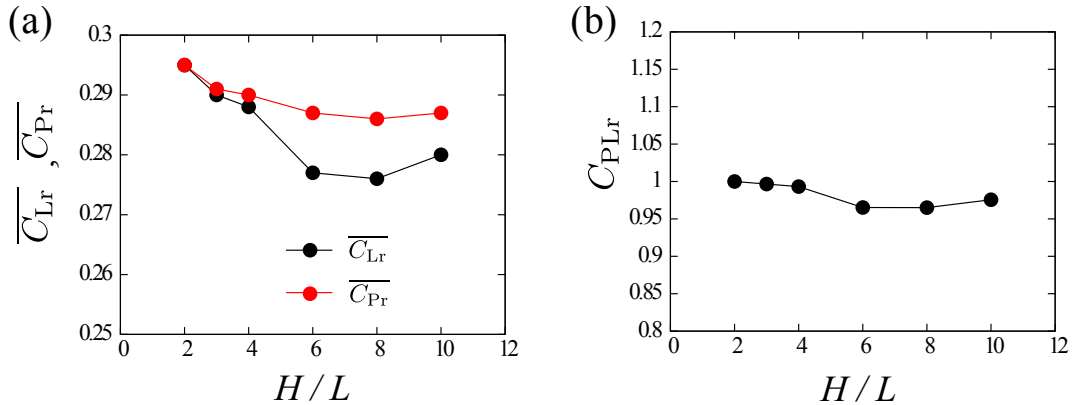 (a)
0.3
0.29
0.28
0.27
0.26
0.25
0 2 4 6 8 10 12
H / L
C_Lr , C_Pr
C_Lr
C_Pr
(b)
1.2
1.15
1.1
1.05
1
0.95
0.9
0.85
0.8
0 2 4 6 8 10 12
H / L
C_PLr